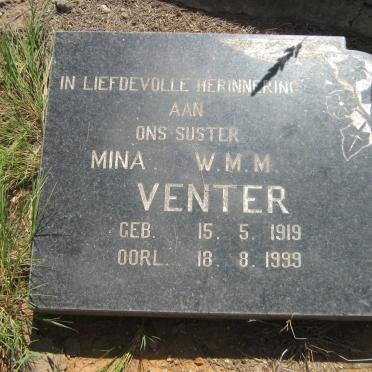 IN LIEFDEVOLLE HERINNERING
AAN
ONS SUSTER
MINA. W.M.M.
VENTER
GEB. 15. 5. 1919
OORL. 18. 8. 1999